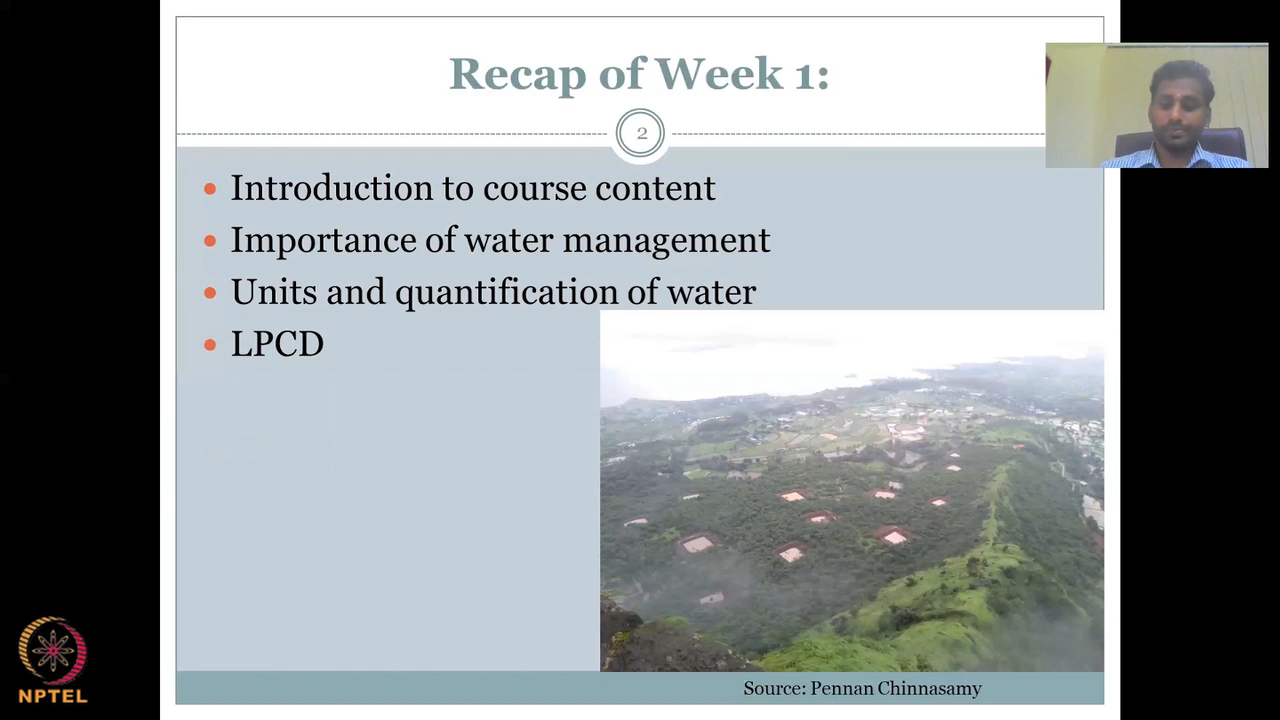 Recap of Week 1:
2
Introduction to course content
Importance of water management
Units and quantification of water
LPCD
Source: Pennan Chinnasamy
NPTEL